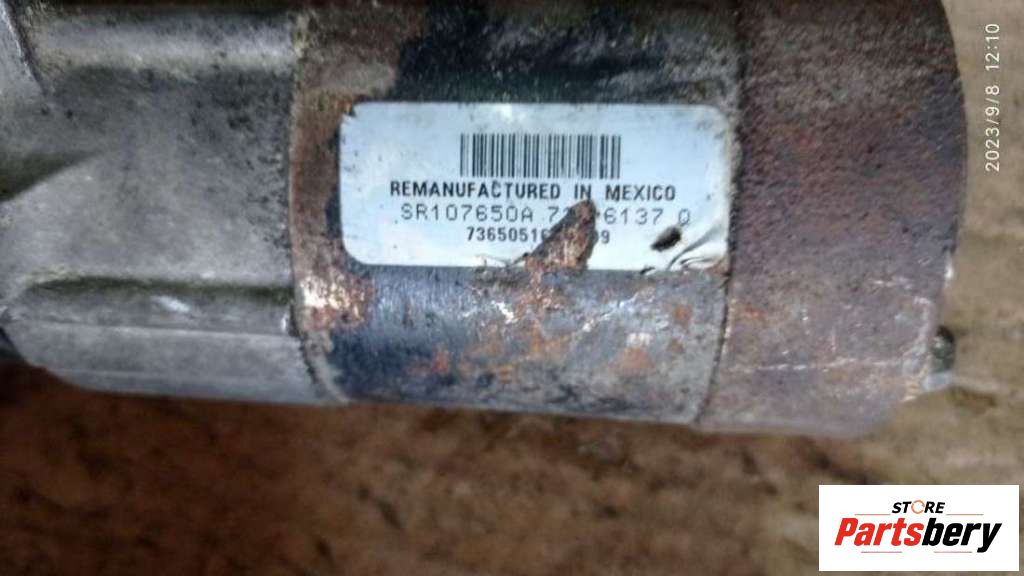 REMANUFACTURED IN MEXICO
SR107650A
2023/9/8 12:10
STORE
Partsbery